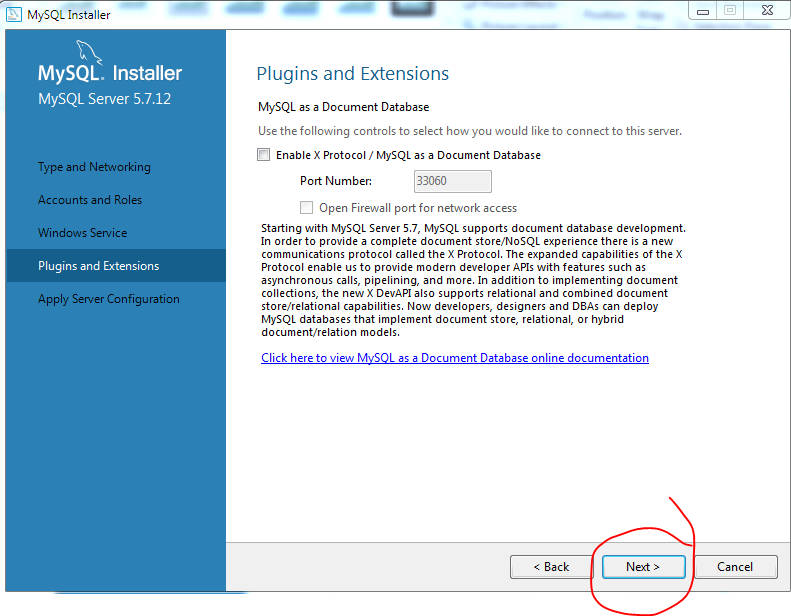 MySQL Installer
MySQL. Installer
MySQL Server 5.7.12
Type and Networking
Accounts and Roles
Windows Service
Plugins and Extensions
Apply Server Configuration
Plugins and Extensions
MySQL as a Document Database
Use the following controls to select how you would like to connect to this server.
Enable X Protocol / MySQL as a Document Database
Port Number: 33060
Open Firewall port for network access
Starting with MySQL Server 5.7, MySQL supports document database development.
In order to provide a complete document store/NoSQL experience there is a new
communications protocol called the X Protocol. The expanded capabilities of the X
Protocol enable us to provide modern developer APIs with features such as
asynchronous calls, pipelining, and more. In addition to implementing document
collections, the new X DevAPI also supports relational and combined document
store/relational capabilities. Now developers, designers and DBAs can deploy
MySQL databases that implement document store, relational, or hybrid
document/relation models.
Click here to view MySQL as a Document Database online documentation
< Back Next > Cancel